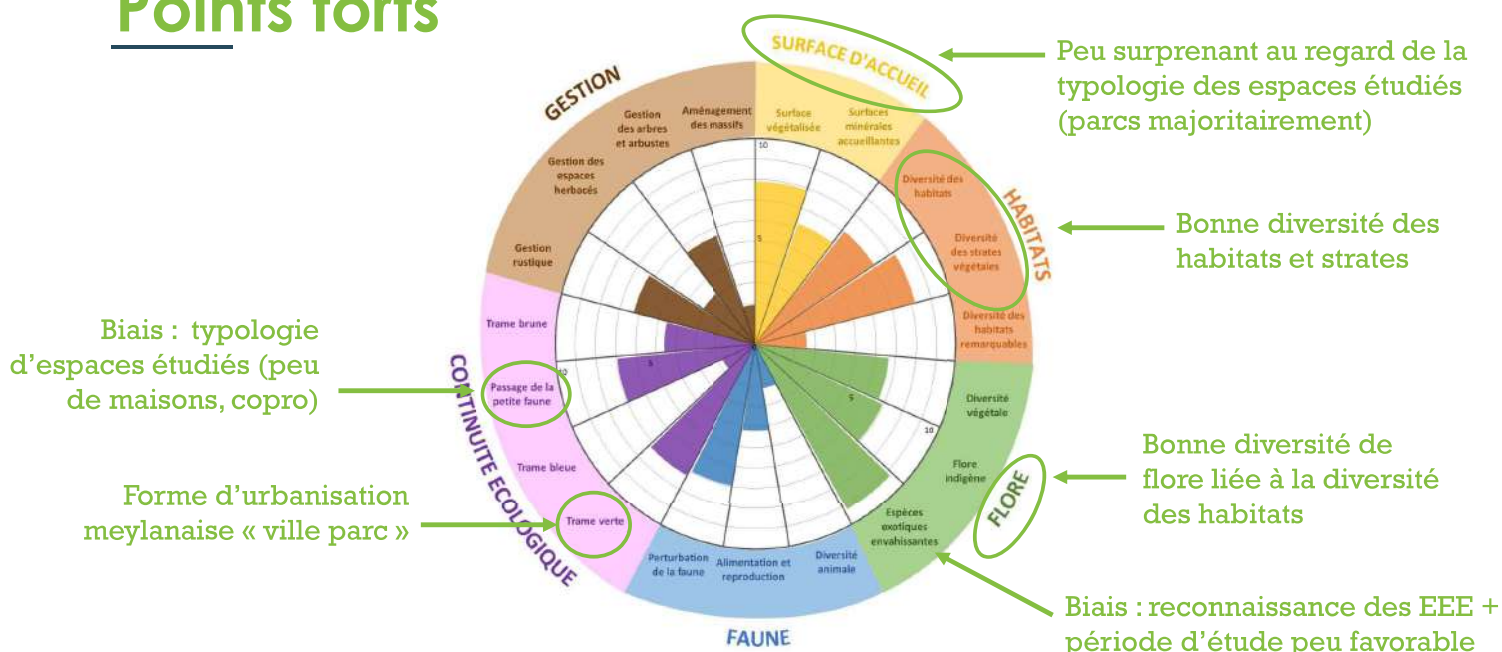 Points forts
SURFACE D'ACCUEIL
Peu surprenant au regard de la
typologie des espaces étudiés
(parcs majoritairement)
GESTION
Gestion
des arbres
et arbustes
Aménagement
des massifs
Surface
végétalisée
Surfaces
minérales
accueillantes
10
Gestion des
espaces
herbacés
Diversité des
habitats
HABITATS
Bonne diversité des
habitats et strates
Gestion
rustique
5
Diversité
des strates
végétales
Biais : typologie
d'espaces étudiés (peu
de maisons, copro)
Trame brune
Diversité des
habitats
remarquables
CONTINUITE ECOLOGIQUE
Passage de la
petite faune
10
5
5
10
Diversité
végétale
Forme d'urbanisation
meylanaise « ville parc »
Trame bleue
Flore
indigène
FLORE
Bonne diversité de
flore liée à la diversité
des habitats
Trame verte
Espèces
exotiques
envahissantes
Perturbation
de la faune
Alimentation et
reproduction
Diversité
animale
FAUNE
Biais : reconnaissance des EEE +
période d'étude peu favorable